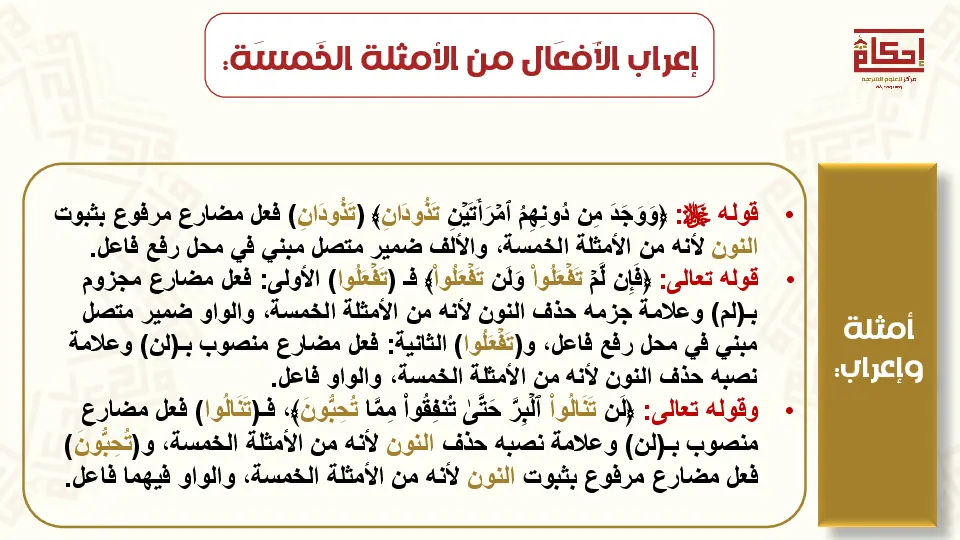 إعراب الأفعَال من الأمثلة الخَمسَة:
إحكام
مركز للعلوم الشرعية
أمثلة
وإعراب:
• قوله ﷻ: ﴿وَوَجَدَ مِن دُونِهِمُ ٱمۡرَأَتَيۡنِ تَذُودَانِ﴾ (تَذُودَانِ) فعل مضارع مرفوع بثبوت
النون لأنه من الأمثلة الخمسة، والألف ضمير متصل مبني في محل رفع فاعل.
• قوله تعالى: ﴿فَإِن لَّمۡ تَفۡعَلُواْ وَلَن تَفۡعَلُواْ﴾ فـ (تَفۡعَلُوا) الأولى: فعل مضارع مجزوم
بـ(لم) وعلامة جزمه حذف النون لأنه من الأمثلة الخمسة، والواو ضمير متصل
مبني في محل رفع فاعل، و(تَفۡعَلُوا) الثانية: فعل مضارع منصوب بـ(لن) وعلامة
نصبه حذف النون لأنه من الأمثلة الخمسة، والواو فاعل.
• وقوله تعالى: ﴿لَن تَنَالُواْ ٱلۡبِرَّ حَتَّىٰ تُنفِقُواْ مِمَّا تُحِبُّونَ﴾، فـ(تَنَالُوا) فعل مضارع
منصوب بـ(لن) وعلامة نصبه حذف النون لأنه من الأمثلة الخمسة، و(تُحِبُّونَ)
فعل مضارع مرفوع بثبوت النون لأنه من الأمثلة الخمسة، والواو فيهما فاعل.